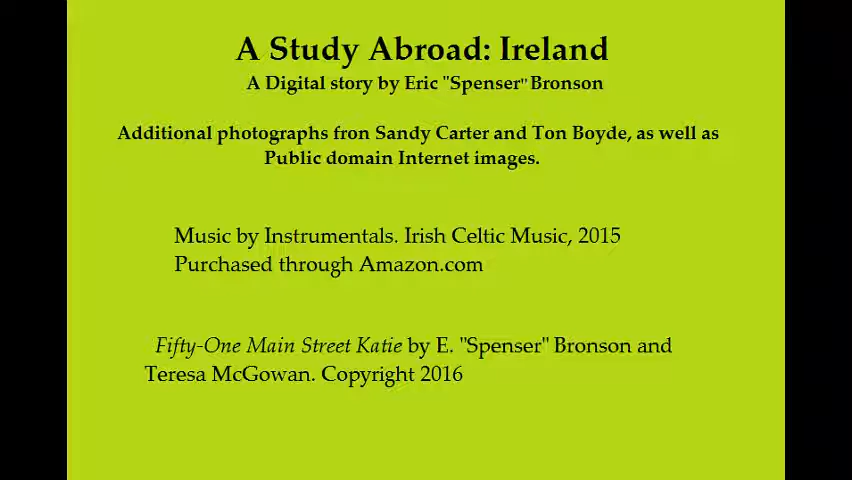 A Study Abroad: Ireland
A Digital story by Eric "Spenser" Bronson
Additional photographs fron Sandy Carter and Ton Boyde, as well as
Public domain Internet images.
Music by Instrumentals. Irish Celtic Music, 2015
Purchased through Amazon.com
Fifty-One Main Street Katie by E. "Spenser" Bronson and
Teresa McGowan. Copyright 2016